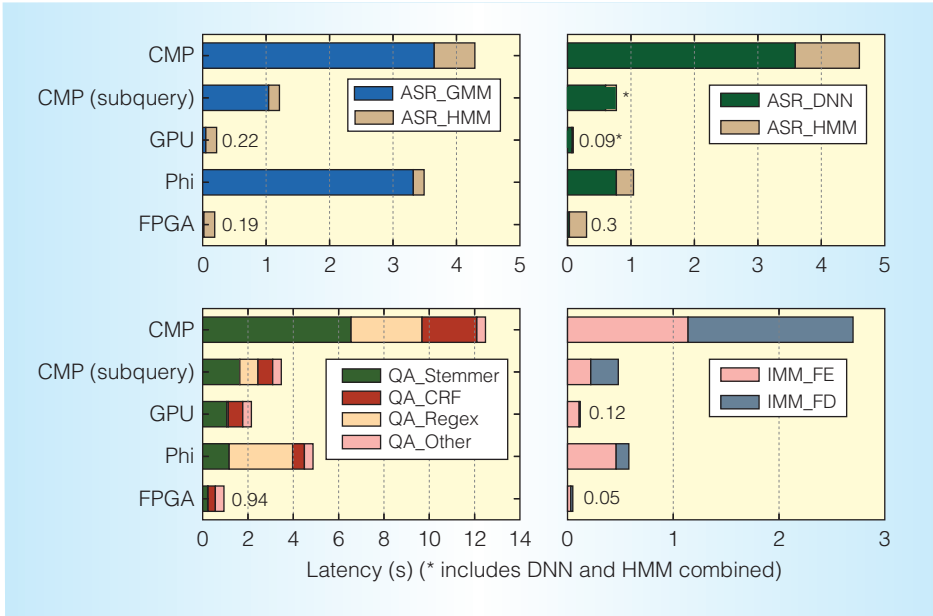 CMP
CMP (subquery)
GPU
Phi
FPGA
ASR_GMM
ASR_HMM
0.22
0.19
0 1 2 3 4 5
ASR_DNN
ASR_HMM
*
0.09*
0.3
0 1 2 3 4 5
CMP
CMP (subquery)
GPU
Phi
FPGA
QA_Stemmer
QA_CRF
QA_Regex
QA_Other
0.94
0 2 4 6 8 10 12 14
IMM_FE
IMM_FD
0.12
0.05
0 1 2 3
Latency (s) (* includes DNN and HMM combined)